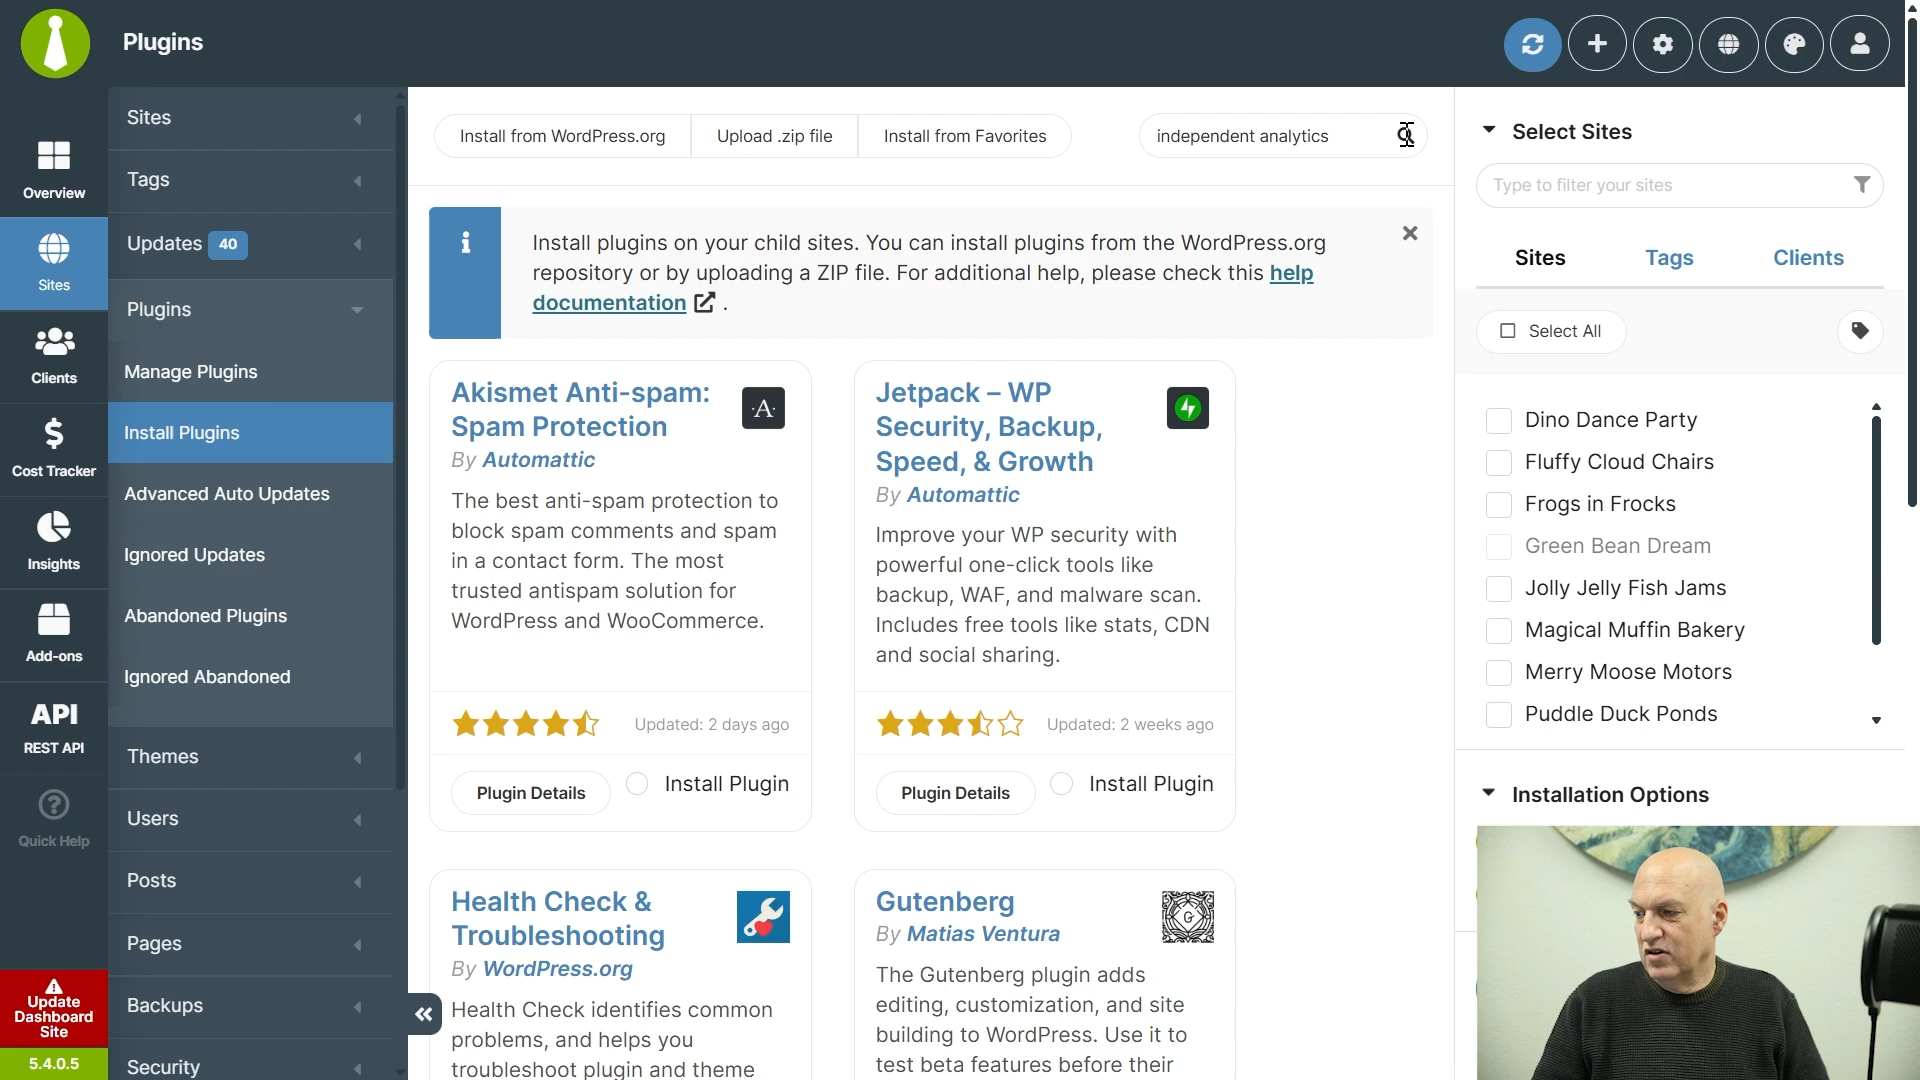 Plugins
Overview
Sites
Clients
Cost Tracker
Insights
Add-ons
API
REST API
Quick Help
Update
Dashboard
Site
5.4.0.5
Sites
Tags
Updates 40
Plugins
Manage Plugins
Install Plugins
Advanced Auto Updates
Ignored Updates
Abandoned Plugins
Ignored Abandoned
Themes
Users
Posts
Pages
Backups
Security
Install from WordPress.org
Upload .zip file
Install from Favorites
independent analytics
Install plugins on your child sites. You can install plugins from the WordPress.org
repository or by uploading a ZIP file. For additional help, please check this help
documentation .
Akismet Anti-spam:
Spam Protection
By Automattic
·A·
The best anti-spam protection to
block spam comments and spam
in a contact form. The most
trusted antispam solution for
WordPress and WooCommerce.
Updated: 2 days ago
Plugin Details
Install Plugin
Jetpack – WP
Security, Backup,
Speed, & Growth
By Automattic
Improve your WP security with
powerful one-click tools like
backup, WAF, and malware scan.
Includes free tools like stats, CDN
and social sharing.
Updated: 2 weeks ago
Plugin Details
Install Plugin
Health Check &
Troubleshooting
By WordPress.org
Health Check identifies common
problems, and helps you
troubleshoot plugin and theme
Gutenberg
By Matias Ventura
G
The Gutenberg plugin adds
editing, customization, and site
building to WordPress. Use it to
test beta features before their
Select Sites
Type to filter your sites
Sites
Tags
Clients
Select All
Dino Dance Party
Fluffy Cloud Chairs
Frogs in Frocks
Green Bean Dream
Jolly Jelly Fish Jams
Magical Muffin Bakery
Merry Moose Motors
Puddle Duck Ponds
Installation Options